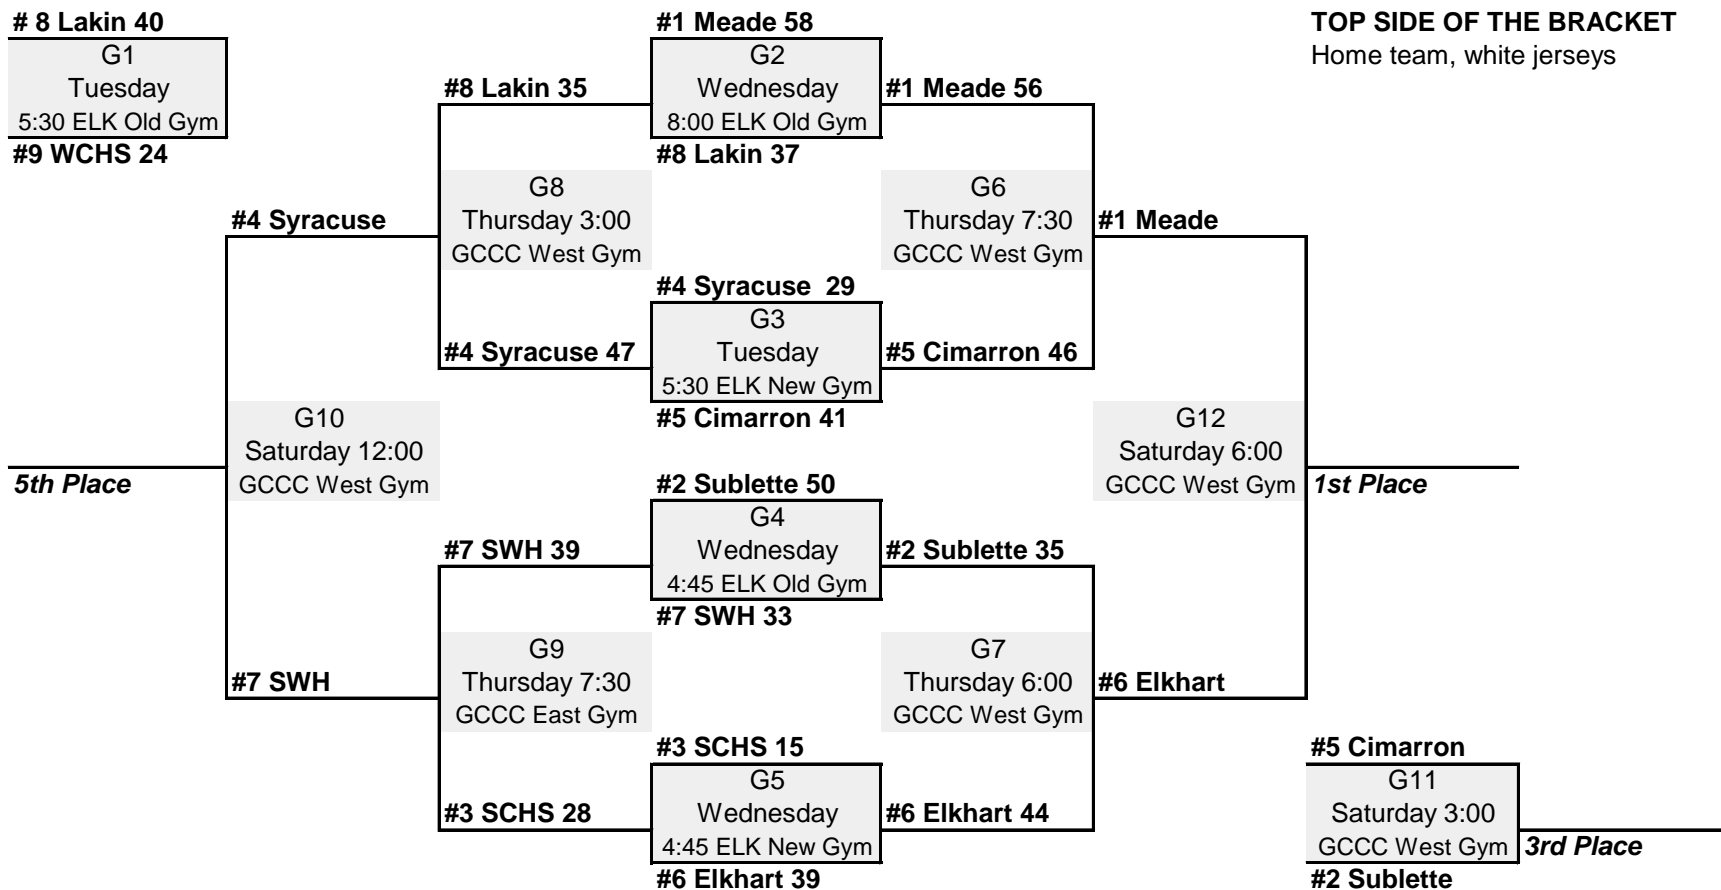 # 8 Lakin 40
#1 Meade 58
TOP SIDE OF THE BRACKET
G1
G2
Home team, white jerseys
Tuesday
#8 Lakin 35
Wednesday
#1 Meade 56
5:30 ELK Old Gym
8:00 ELK Old Gym
#9 WCHS 24
#8 Lakin 37
G8
G6
#4 Syracuse
Thursday 3:00
Thursday 7:30
#1 Meade
GCCC West Gym
GCCC West Gym
#4 Syracuse  29
G3
#4 Syracuse 47
Tuesday
#5 Cimarron 46
5:30 ELK New Gym
G10
#5 Cimarron 41
G12
Saturday 12:00
Saturday 6:00
5th Place
GCCC West Gym
#2 Sublette 50
GCCC West Gym
1st Place
G4
#7 SWH 39
Wednesday
#2 Sublette 35
4:45 ELK Old Gym
#7 SWH 33
G9
G7
#7 SWH
Thursday 7:30
Thursday 6:00
#6 Elkhart
GCCC East Gym
GCCC West Gym
#3 SCHS 15
#5 Cimarron
G5
G11
#3 SCHS 28
Wednesday
#6 Elkhart 44
Saturday 3:00
4:45 ELK New Gym
GCCC West Gym
3rd Place
#6 Elkhart 39
#2 Sublette